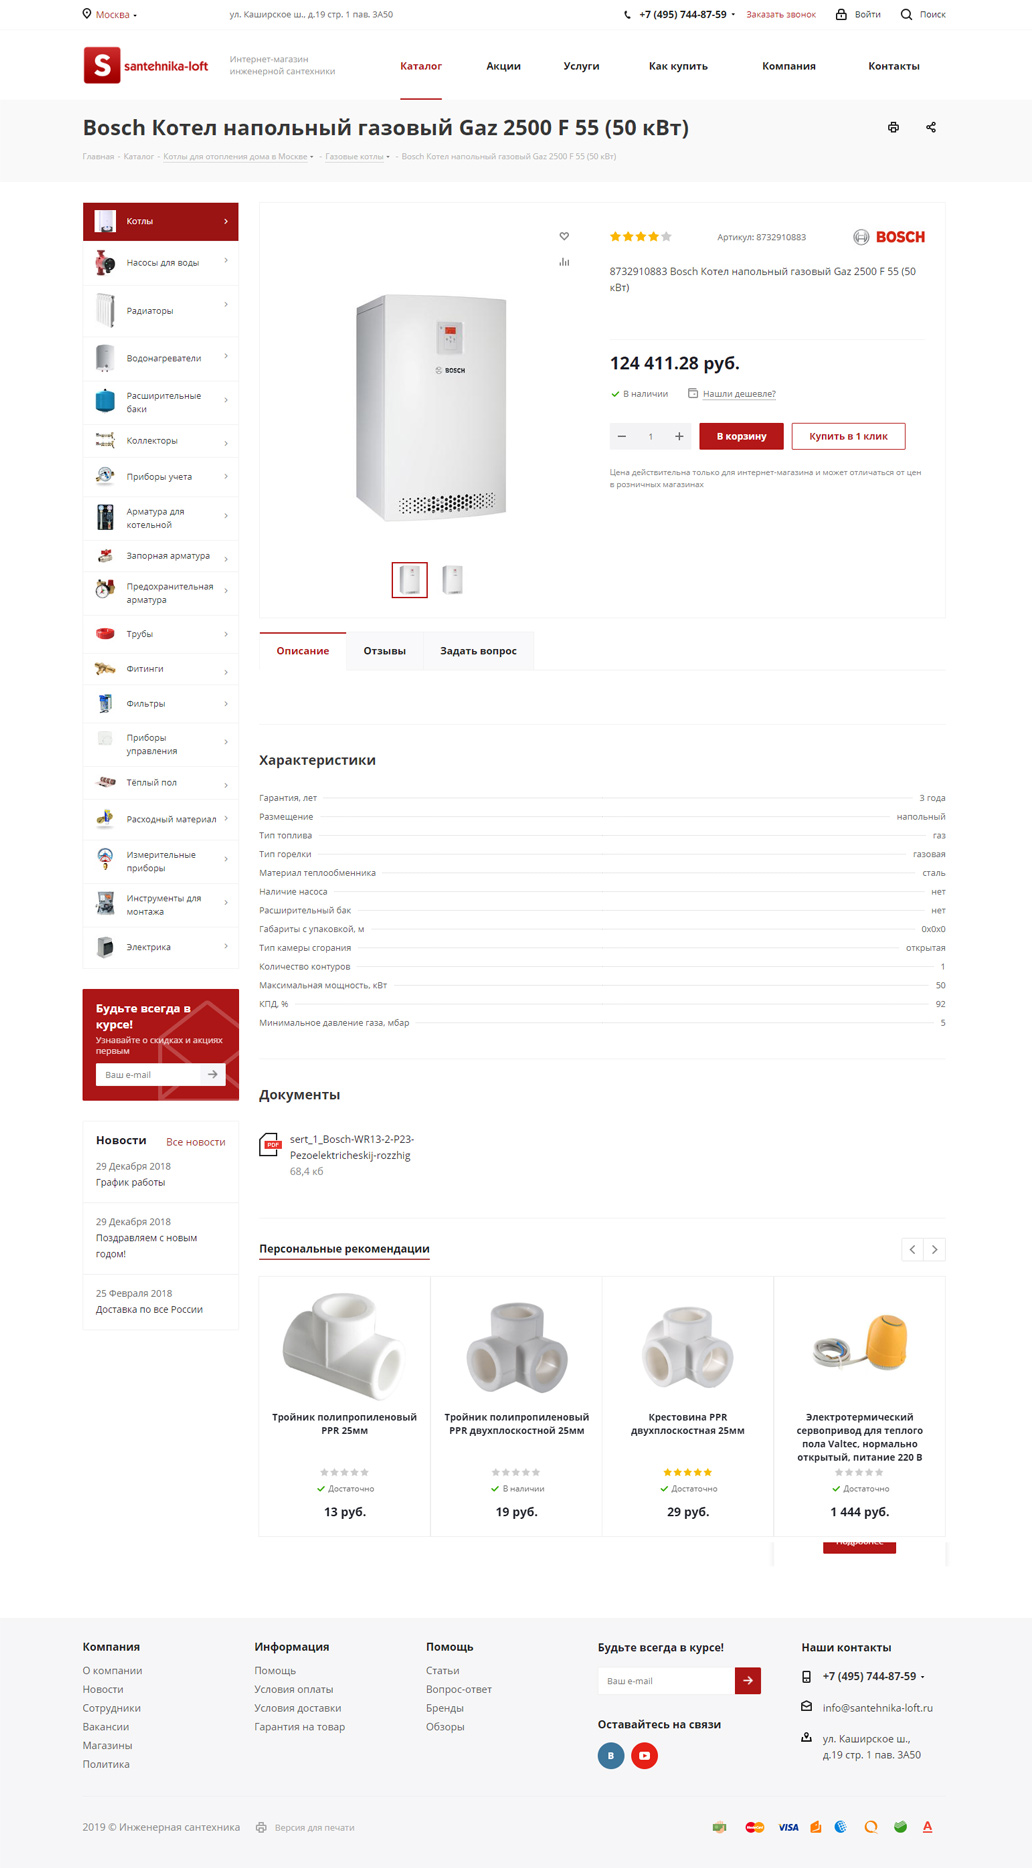 Москва
ул. Каширское ш., д.19 стр. 1 пав. 3А50
+7 (495) 744-87-59
Заказать звонок
Войти
Поиск
S santehnika-loft
Интернет-магазин
инженерной сантехники
Каталог
Акции
Услуги
Как купить
Компания
Контакты
Bosch Котел напольный газовый Gaz 2500 F 55 (50 кВт)
Главная - Каталог - Котлы для отопления дома в Москве - Газовые котлы - Bosch Котел напольный газовый Gaz 2500 F 55 (50 кВт)
Котлы
Насосы для воды
Радиаторы
Водонагреватели
Расширительные
баки
Коллекторы
Приборы учета
Арматура для
котельной
Запорная арматура
Предохранительная
арматура
Трубы
Фитинги
Фильтры
Приборы
управления
Тёплый пол
Расходный материал
Измерительные
приборы
Инструменты для
монтажа
Электрика
Будьте всегда в
курсе!
Узнавайте о скидках и акциях
первым
Ваш e-mail
Новости
Все новости
29 Декабря 2018
График работы
29 Декабря 2018
Поздравляем с новым
годом!
25 Февраля 2018
Доставка по все России
BOSCH
Артикул: 8732910883
BOSCH
8732910883 Bosch Котел напольный газовый Gaz 2500 F 55 (50
кВт)
124 411.28 руб.
В наличии
Нашли дешевле?
− 1 +
В корзину
Купить в 1 клик
Цена действительна только для интернет-магазина и может отличаться от цен
в розничных магазинах
Описание
Отзывы
Задать вопрос
Характеристики
Гарантия, лет 3 года
Размещение напольный
Тип топлива газ
Тип горелки газовая
Материал теплообменника сталь
Наличие насоса нет
Расширительный бак нет
Габариты с упаковкой, м 0x0x0
Тип камеры сгорания открытая
Количество контуров 1
Максимальная мощность, кВт 50
КПД, % 92
Минимальное давление газа, мбар 5
Документы
PDF
sert_1_Bosch-WR13-2-P23-
Pezoelektricheskij-rozzhig
68,4 кб
Персональные рекомендации
Тройник полипропиленовый
PPR 25мм
Достаточно
13 руб.
Тройник полипропиленовый
PPR двухплоскостной 25мм
В наличии
19 руб.
Крестовина PPR
двухплоскостная 25мм
Достаточно
29 руб.
Электротермический
сервопривод для теплого
пола Valtec, нормально
открытый, питание 220 В
Достаточно
1 444 руб.
Подробнее
Компания
О компании
Новости
Сотрудники
Вакансии
Магазины
Политика
Информация
Помощь
Условия оплаты
Условия доставки
Гарантия на товар
Помощь
Статьи
Вопрос-ответ
Бренды
Обзоры
Будьте всегда в курсе!
Ваш e-mail
Оставайтесь на связи
В
Наши контакты
+7 (495) 744-87-59
info@santehnika-loft.ru
ул. Каширское ш.,
д.19 стр. 1 пав. 3А50
2019 © Инженерная сантехника
Версия для печати
VISA
А